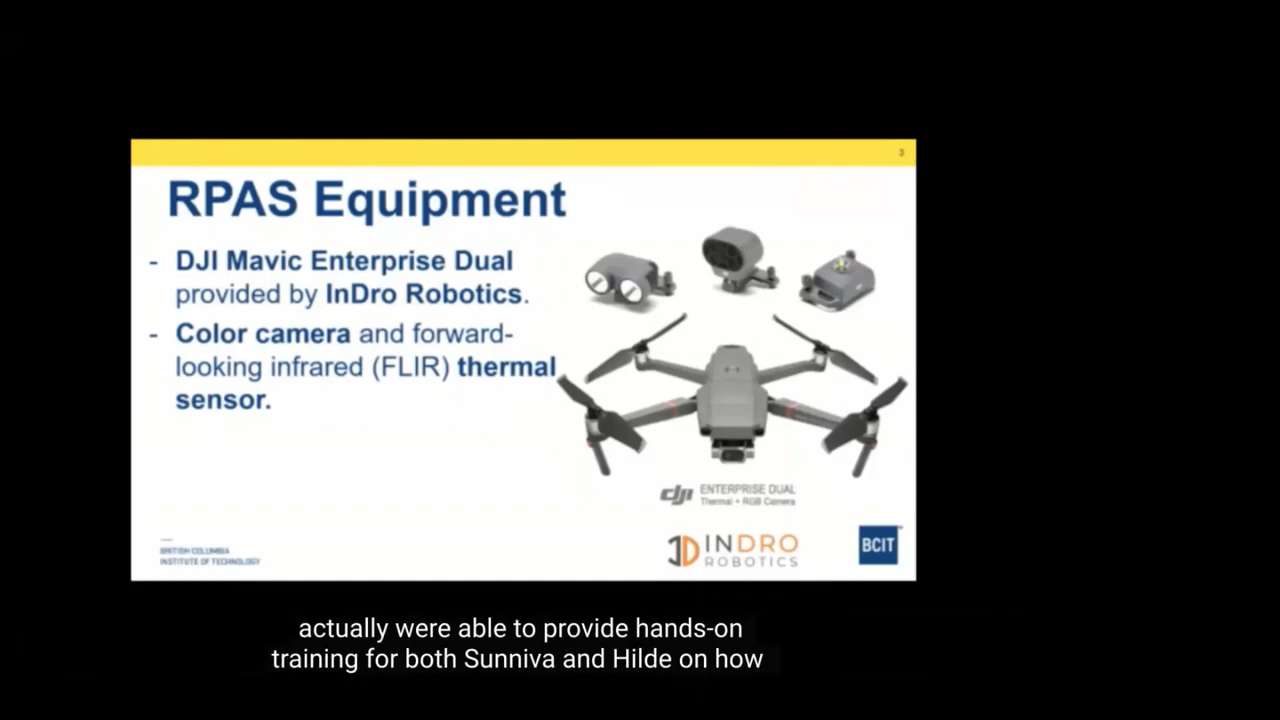 3
RPAS Equipment
- DJI Mavic Enterprise Dual
provided by InDro Robotics.
- Color camera and forward-
looking infrared (FLIR) thermal
sensor.
dji ENTERPRISE DUAL
Thermal + RGB Camera
BRITISH COLUMBIA
INSTITUTE OF TECHNOLOGY
INDRO
ROBOTICS
BCIT
actually were able to provide hands-on
training for both Sunniva and Hilde on how